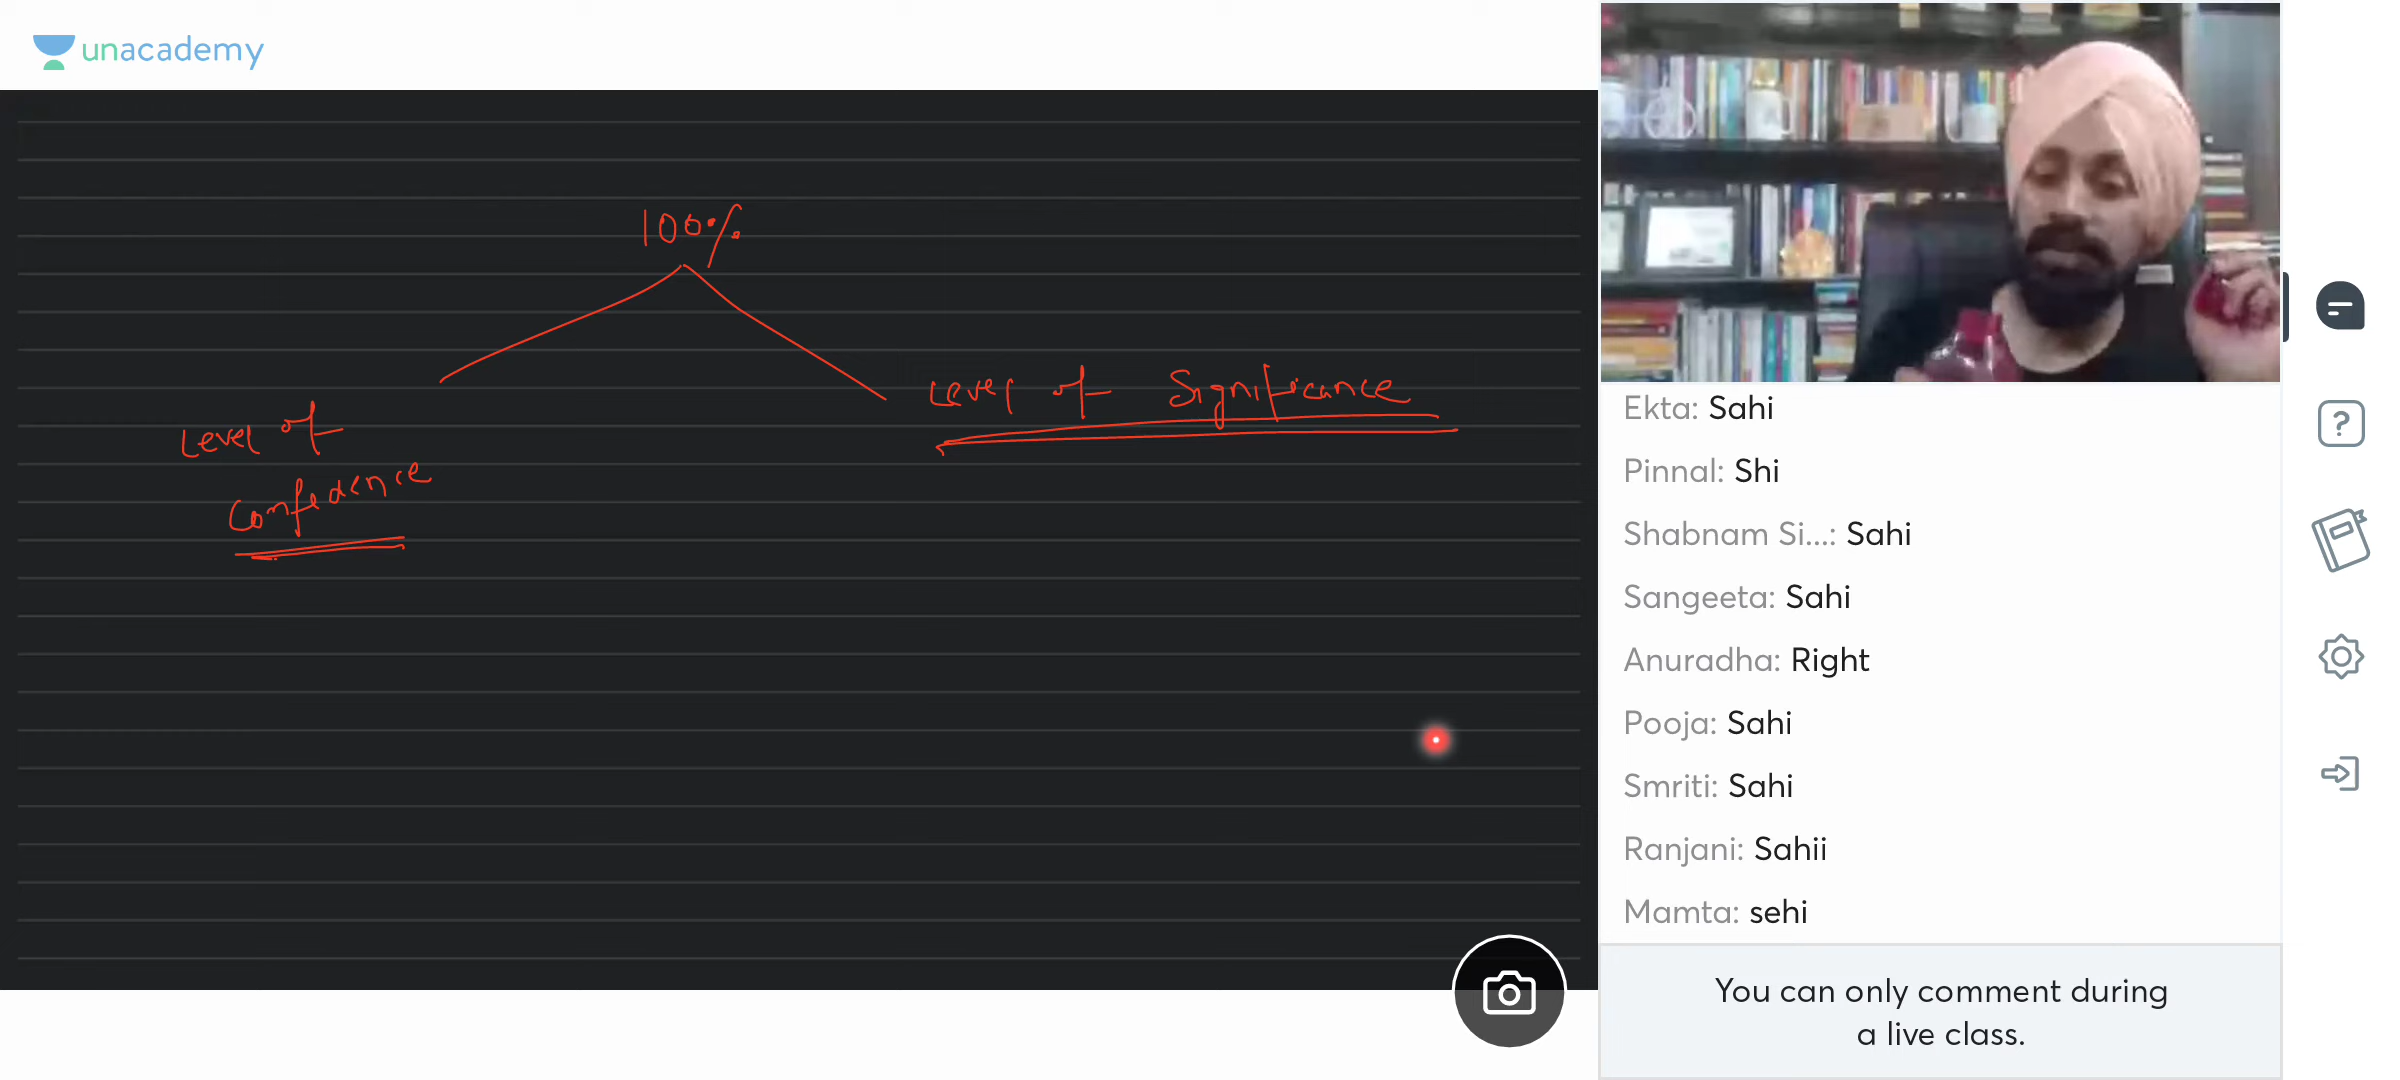 unacademy
100%
Level of Significance
Level of
Confedence
Ekta: Sahi
Pinnal: Shi
Shabnam Si...: Sahi
Sangeeta: Sahi
Anuradha: Right
Pooja: Sahi
Smriti: Sahi
Ranjani: Sahii
Mamta: sehi
You can only comment during
a live class.